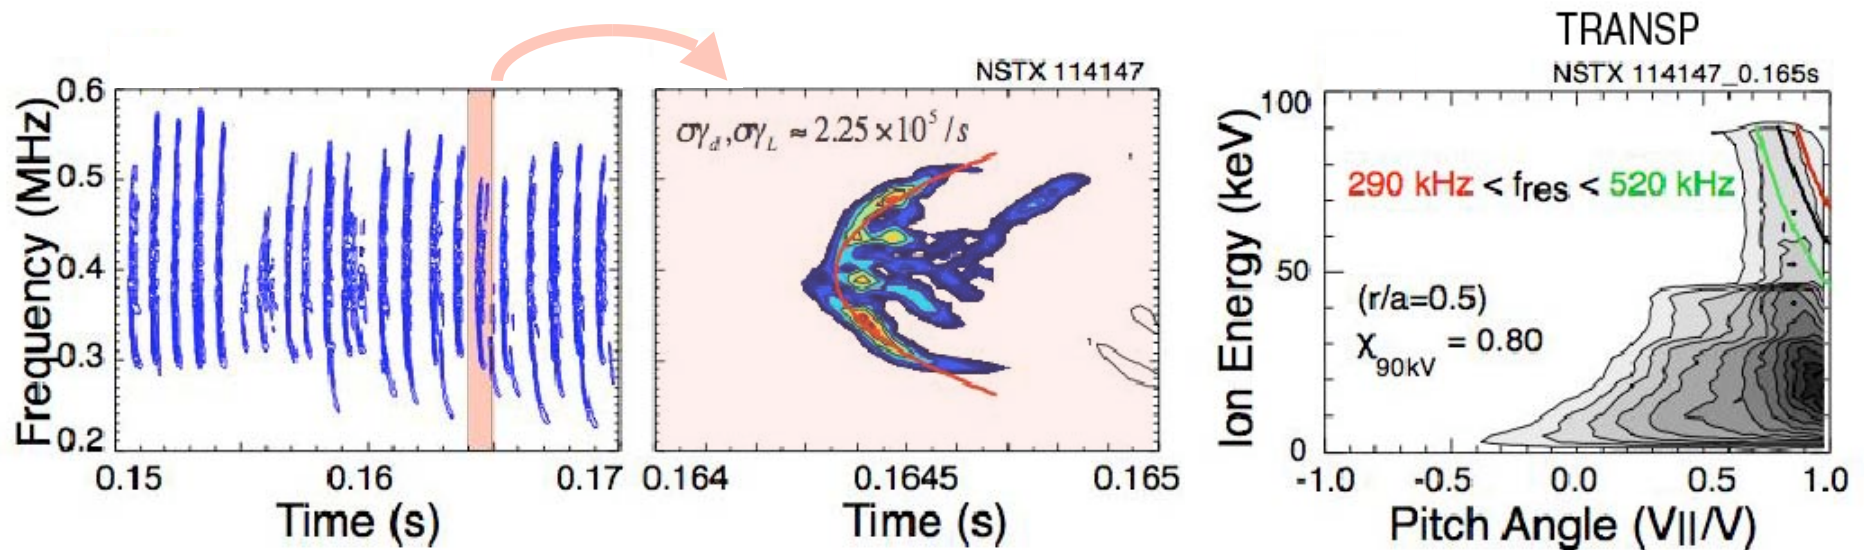 Frequency (MHz)
0.6
0.5
0.4
0.3
0.2
0.15
0.16
0.17
Time (s)
NSTX 114147
σγd,σγL ≈ 2.25×10⁵/s
0.164
0.1645
0.165
Time (s)
TRANSP
NSTX 114147_0.165s
Ion Energy (keV)
100
50
0
290 kHz < fres < 520 kHz
(r/a=0.5)
χ90kV = 0.80
-1.0
-0.5
0.0
0.5
1.0
Pitch Angle (V||/V)